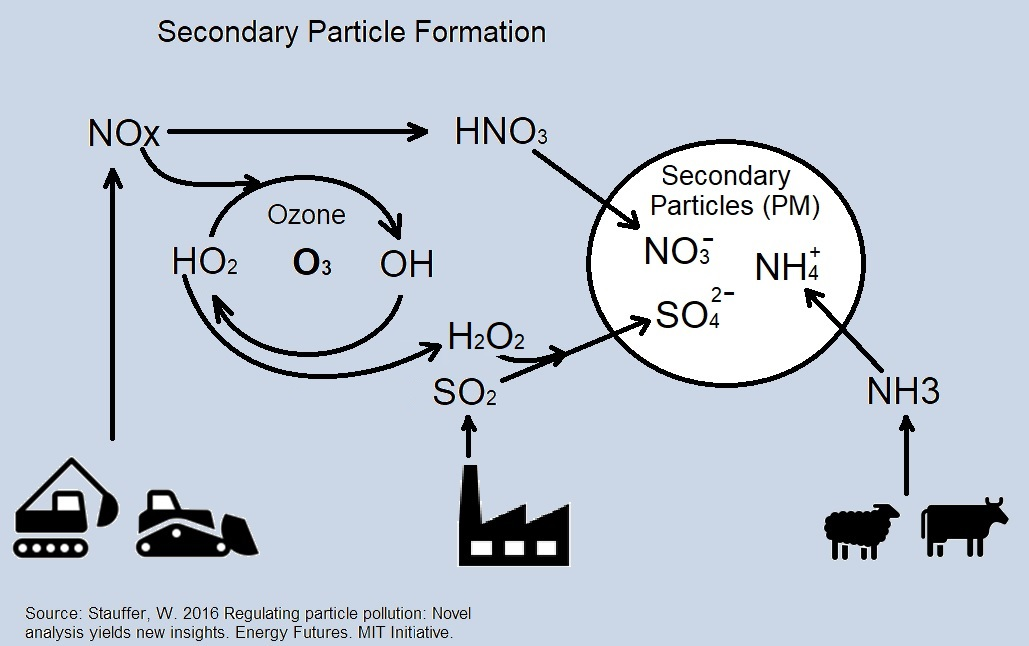 Secondary Particle Formation
NOx
HNO₃
Secondary
Particles (PM)
Ozone
NO₃⁻
NH₄⁺
HO₂
O₃
OH
SO₄²⁻
H₂O₂
SO₂
NH3
Source: Stauffer, W. 2016 Regulating particle pollution: Novel
analysis yields new insights. Energy Futures. MIT Initiative.